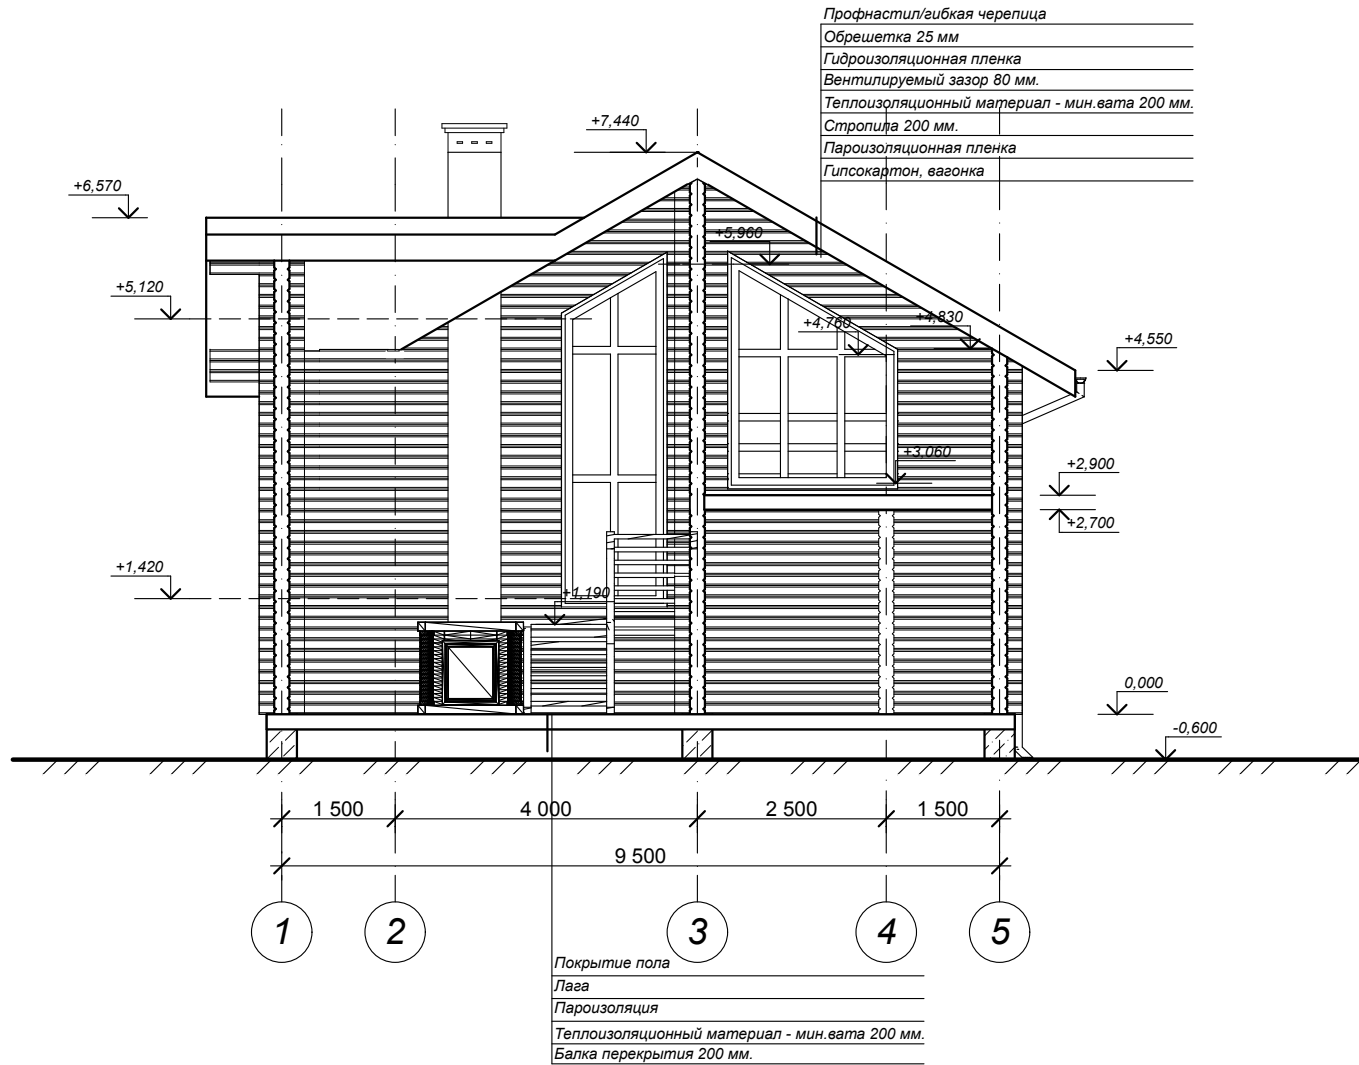 Профнастил/гибкая черепица
Обрешетка 25 мм
Гидроизоляционная пленка
Вентилируемый зазор 80 мм.
Теплоизоляционный материал - мин.вата 200 мм.
Стропила 200 мм.
Пароизоляционная пленка
Гипсокартон, вагонка
+7,440
+6,570
+5,960
+5,120
+4,760
+4,830
+4,550
+3,060
+2,900
+2,700
+1,420
+1,190
0,000
-0,600
1 500
4 000
2 500
1 500
9 500
1
2
3
4
5
Покрытие пола
Лага
Пароизоляция
Теплоизоляционный материал - мин.вата 200 мм.
Балка перекрытия 200 мм.